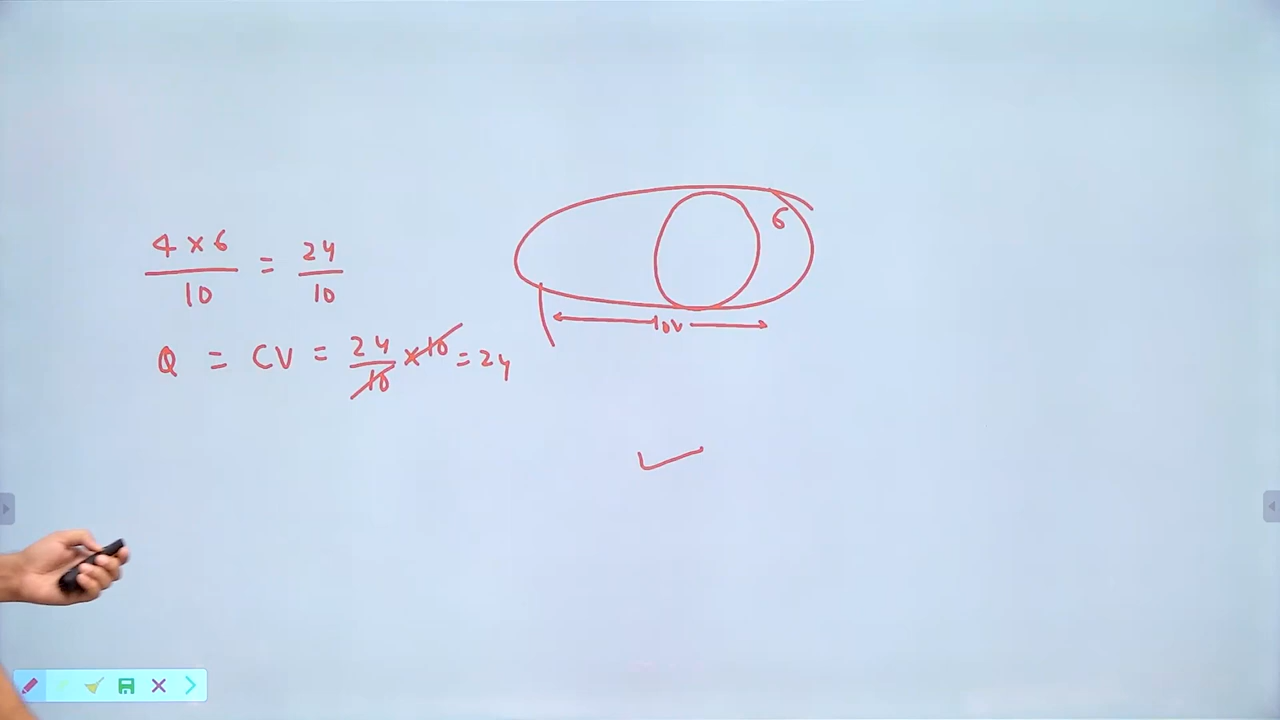 4 × 6 / 10 = 24 / 10
6
10V
Q = CV = 24 / 10 × 10 = 24